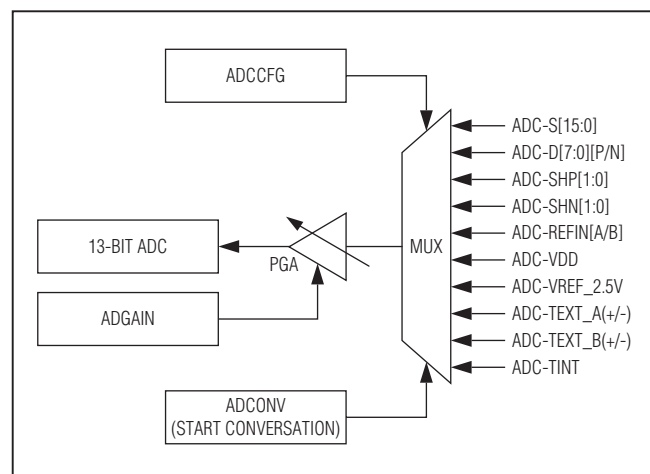 ADCCFG
ADC-S[15:0]
ADC-D[7:0][P/N]
ADC-SHP[1:0]
ADC-SHN[1:0]
ADC-REFIN[A/B]
ADC-VDD
ADC-VREF_2.5V
ADC-TEXT_A(+/-)
ADC-TEXT_B(+/-)
ADC-TINT
MUX
13-BIT ADC
PGA
ADGAIN
ADCONV
(START CONVERSATION)